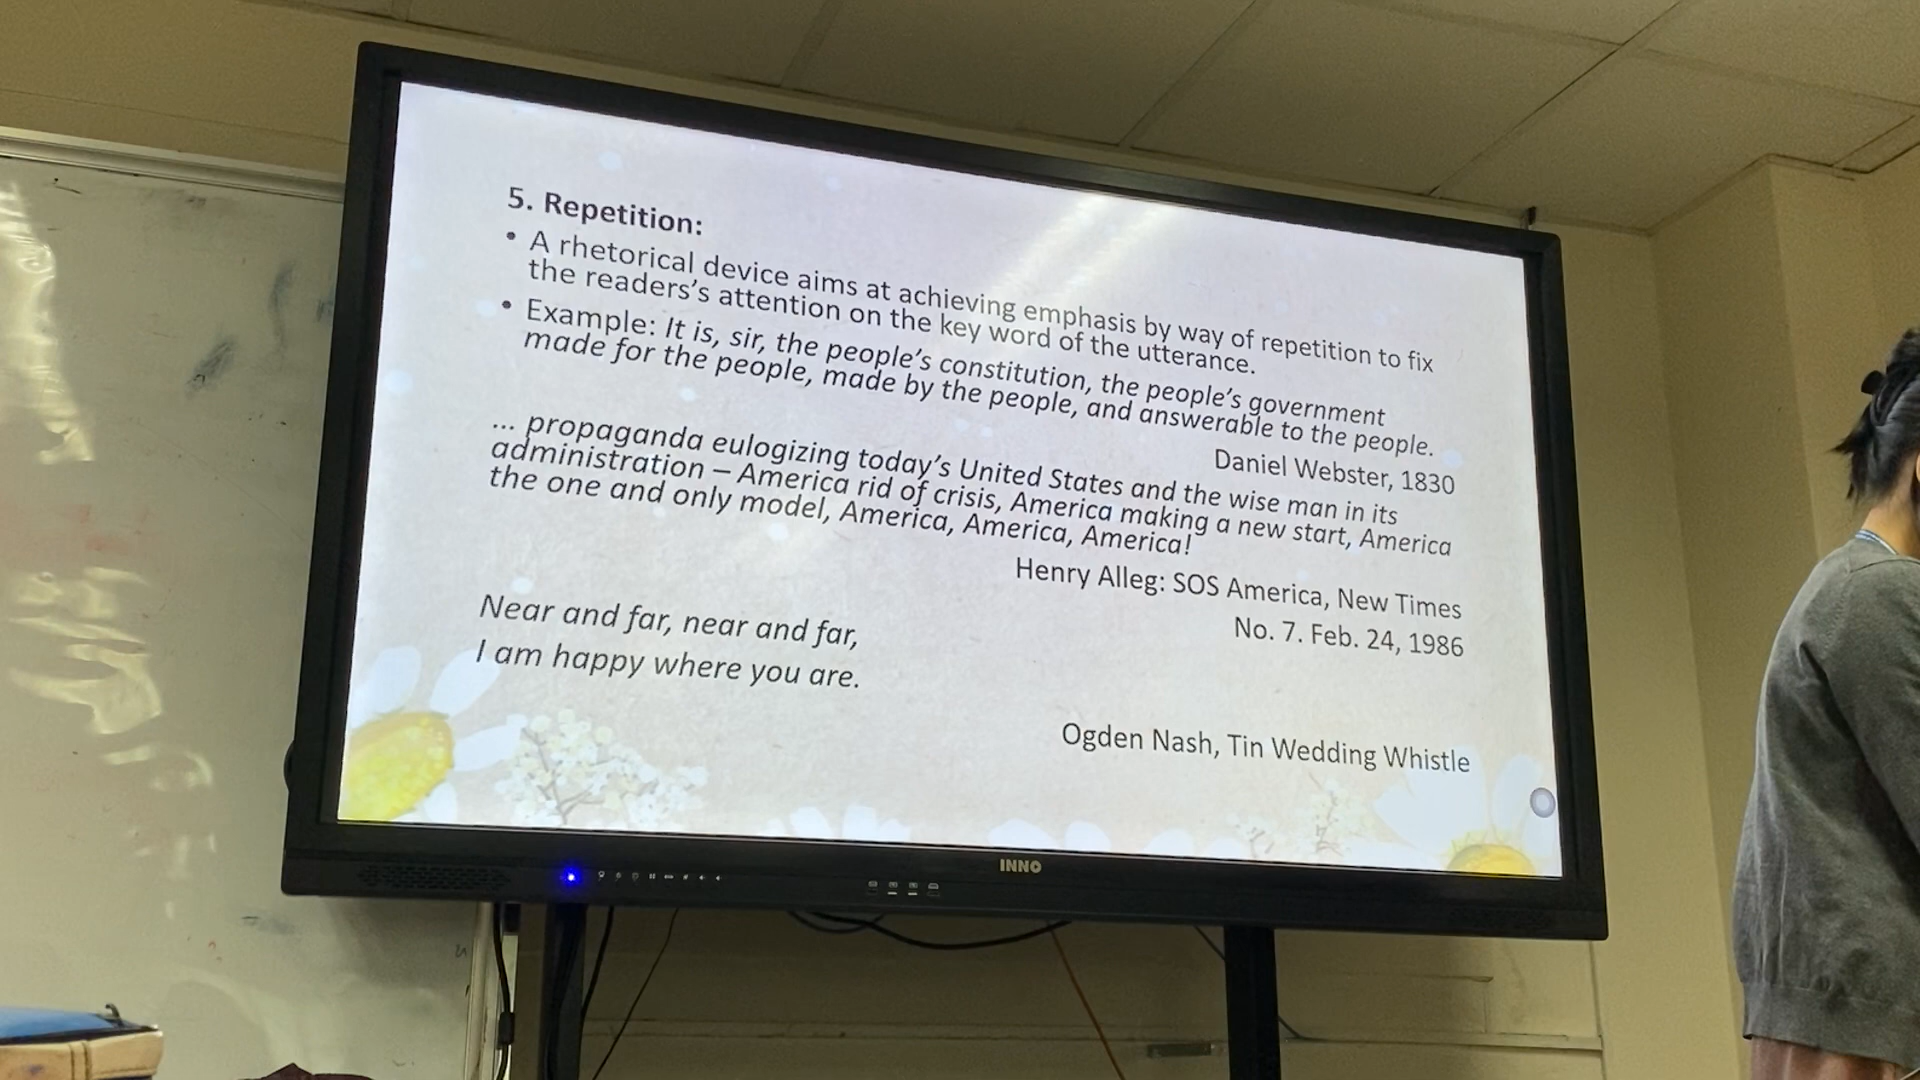 5. Repetition:
• A rhetorical device aims at achieving emphasis by way of repetition to fix
the readers's attention on the key word of the utterance.
• Example: It is, sir, the people's constitution, the people's government
made for the people, made by the people, and answerable to the people.
Daniel Webster, 1830
... propaganda eulogizing today's United States and the wise man in its
administration – America rid of crisis, America making a new start, America
the one and only model, America, America, America!
Henry Alleg: SOS America, New Times
No. 7. Feb. 24, 1986
Near and far, near and far,
I am happy where you are.
Ogden Nash, Tin Wedding Whistle
INNO